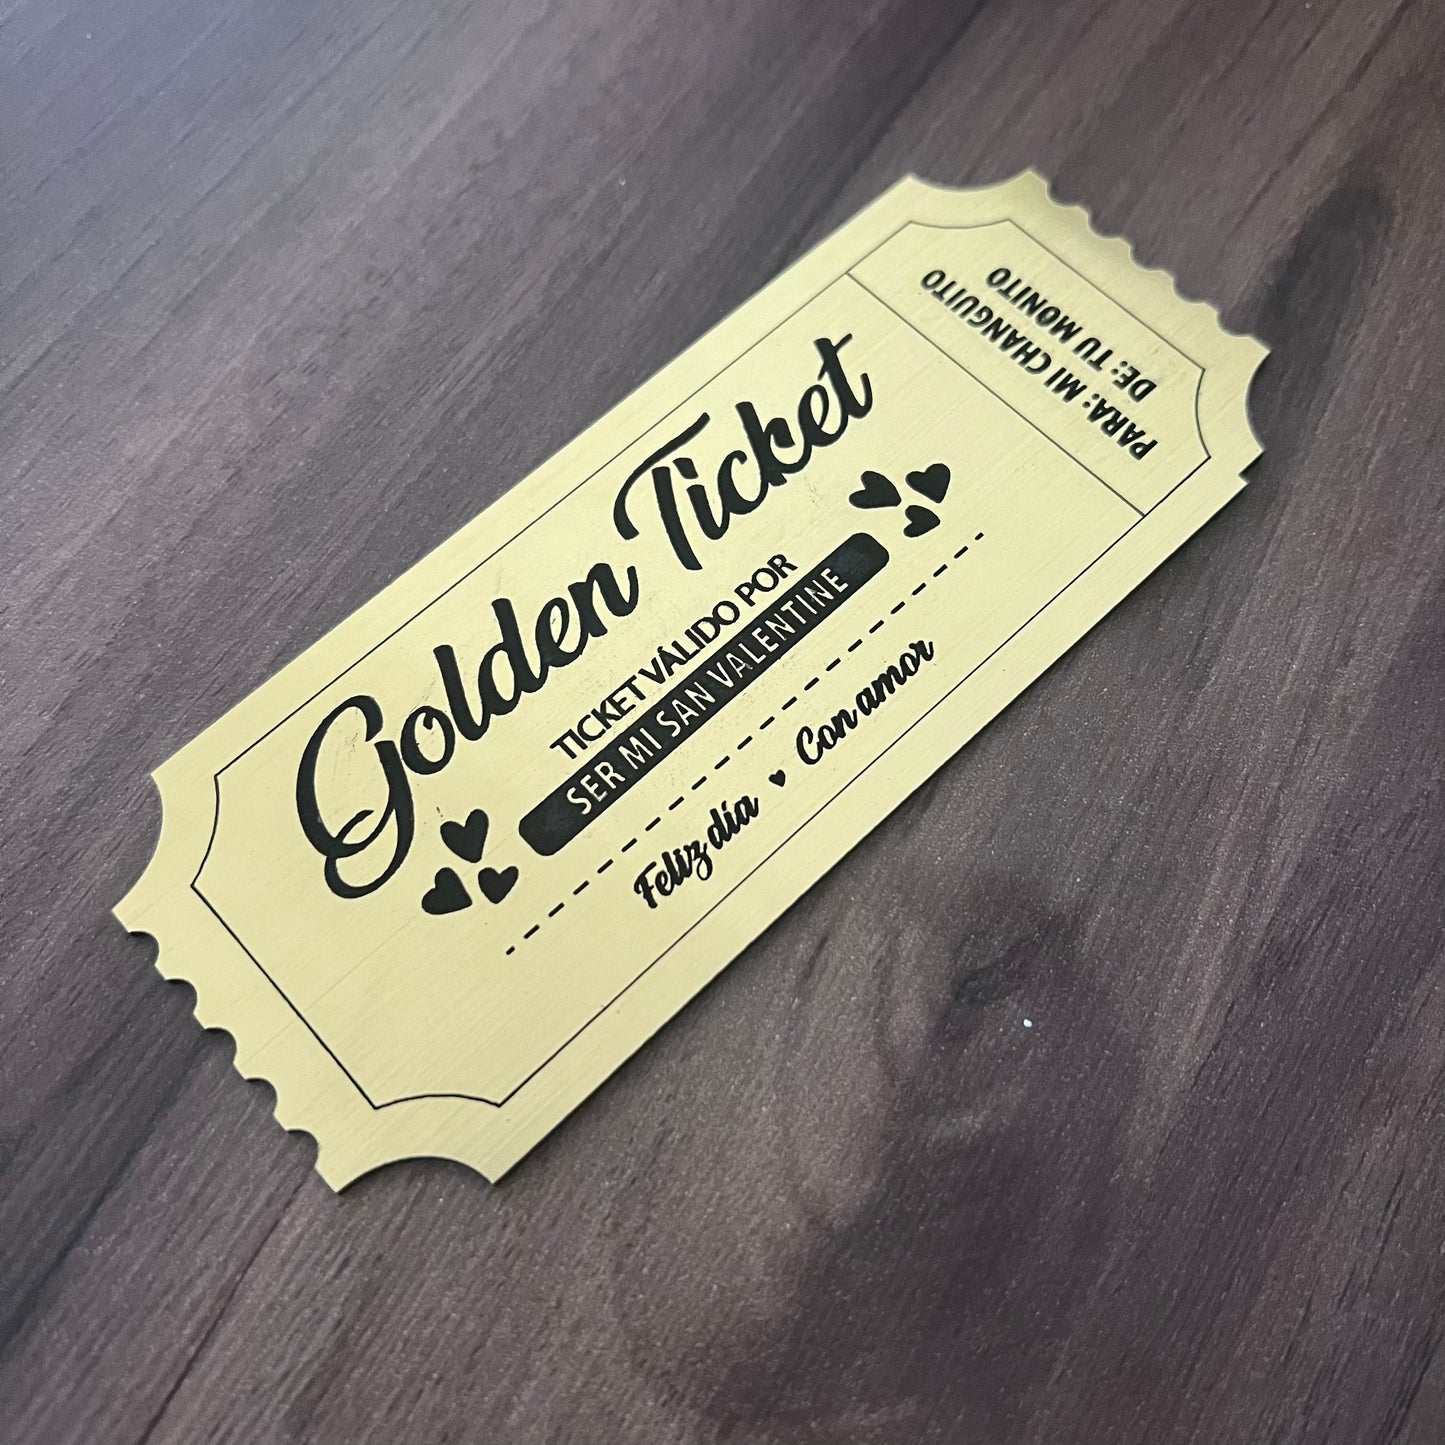 Golden Ticket
TICKET VÁLIDO POR
SER MI SAN VALENTINE
Feliz día ♥ Con amor
PARA: MI CHANGUITO
DE: TU MONITO